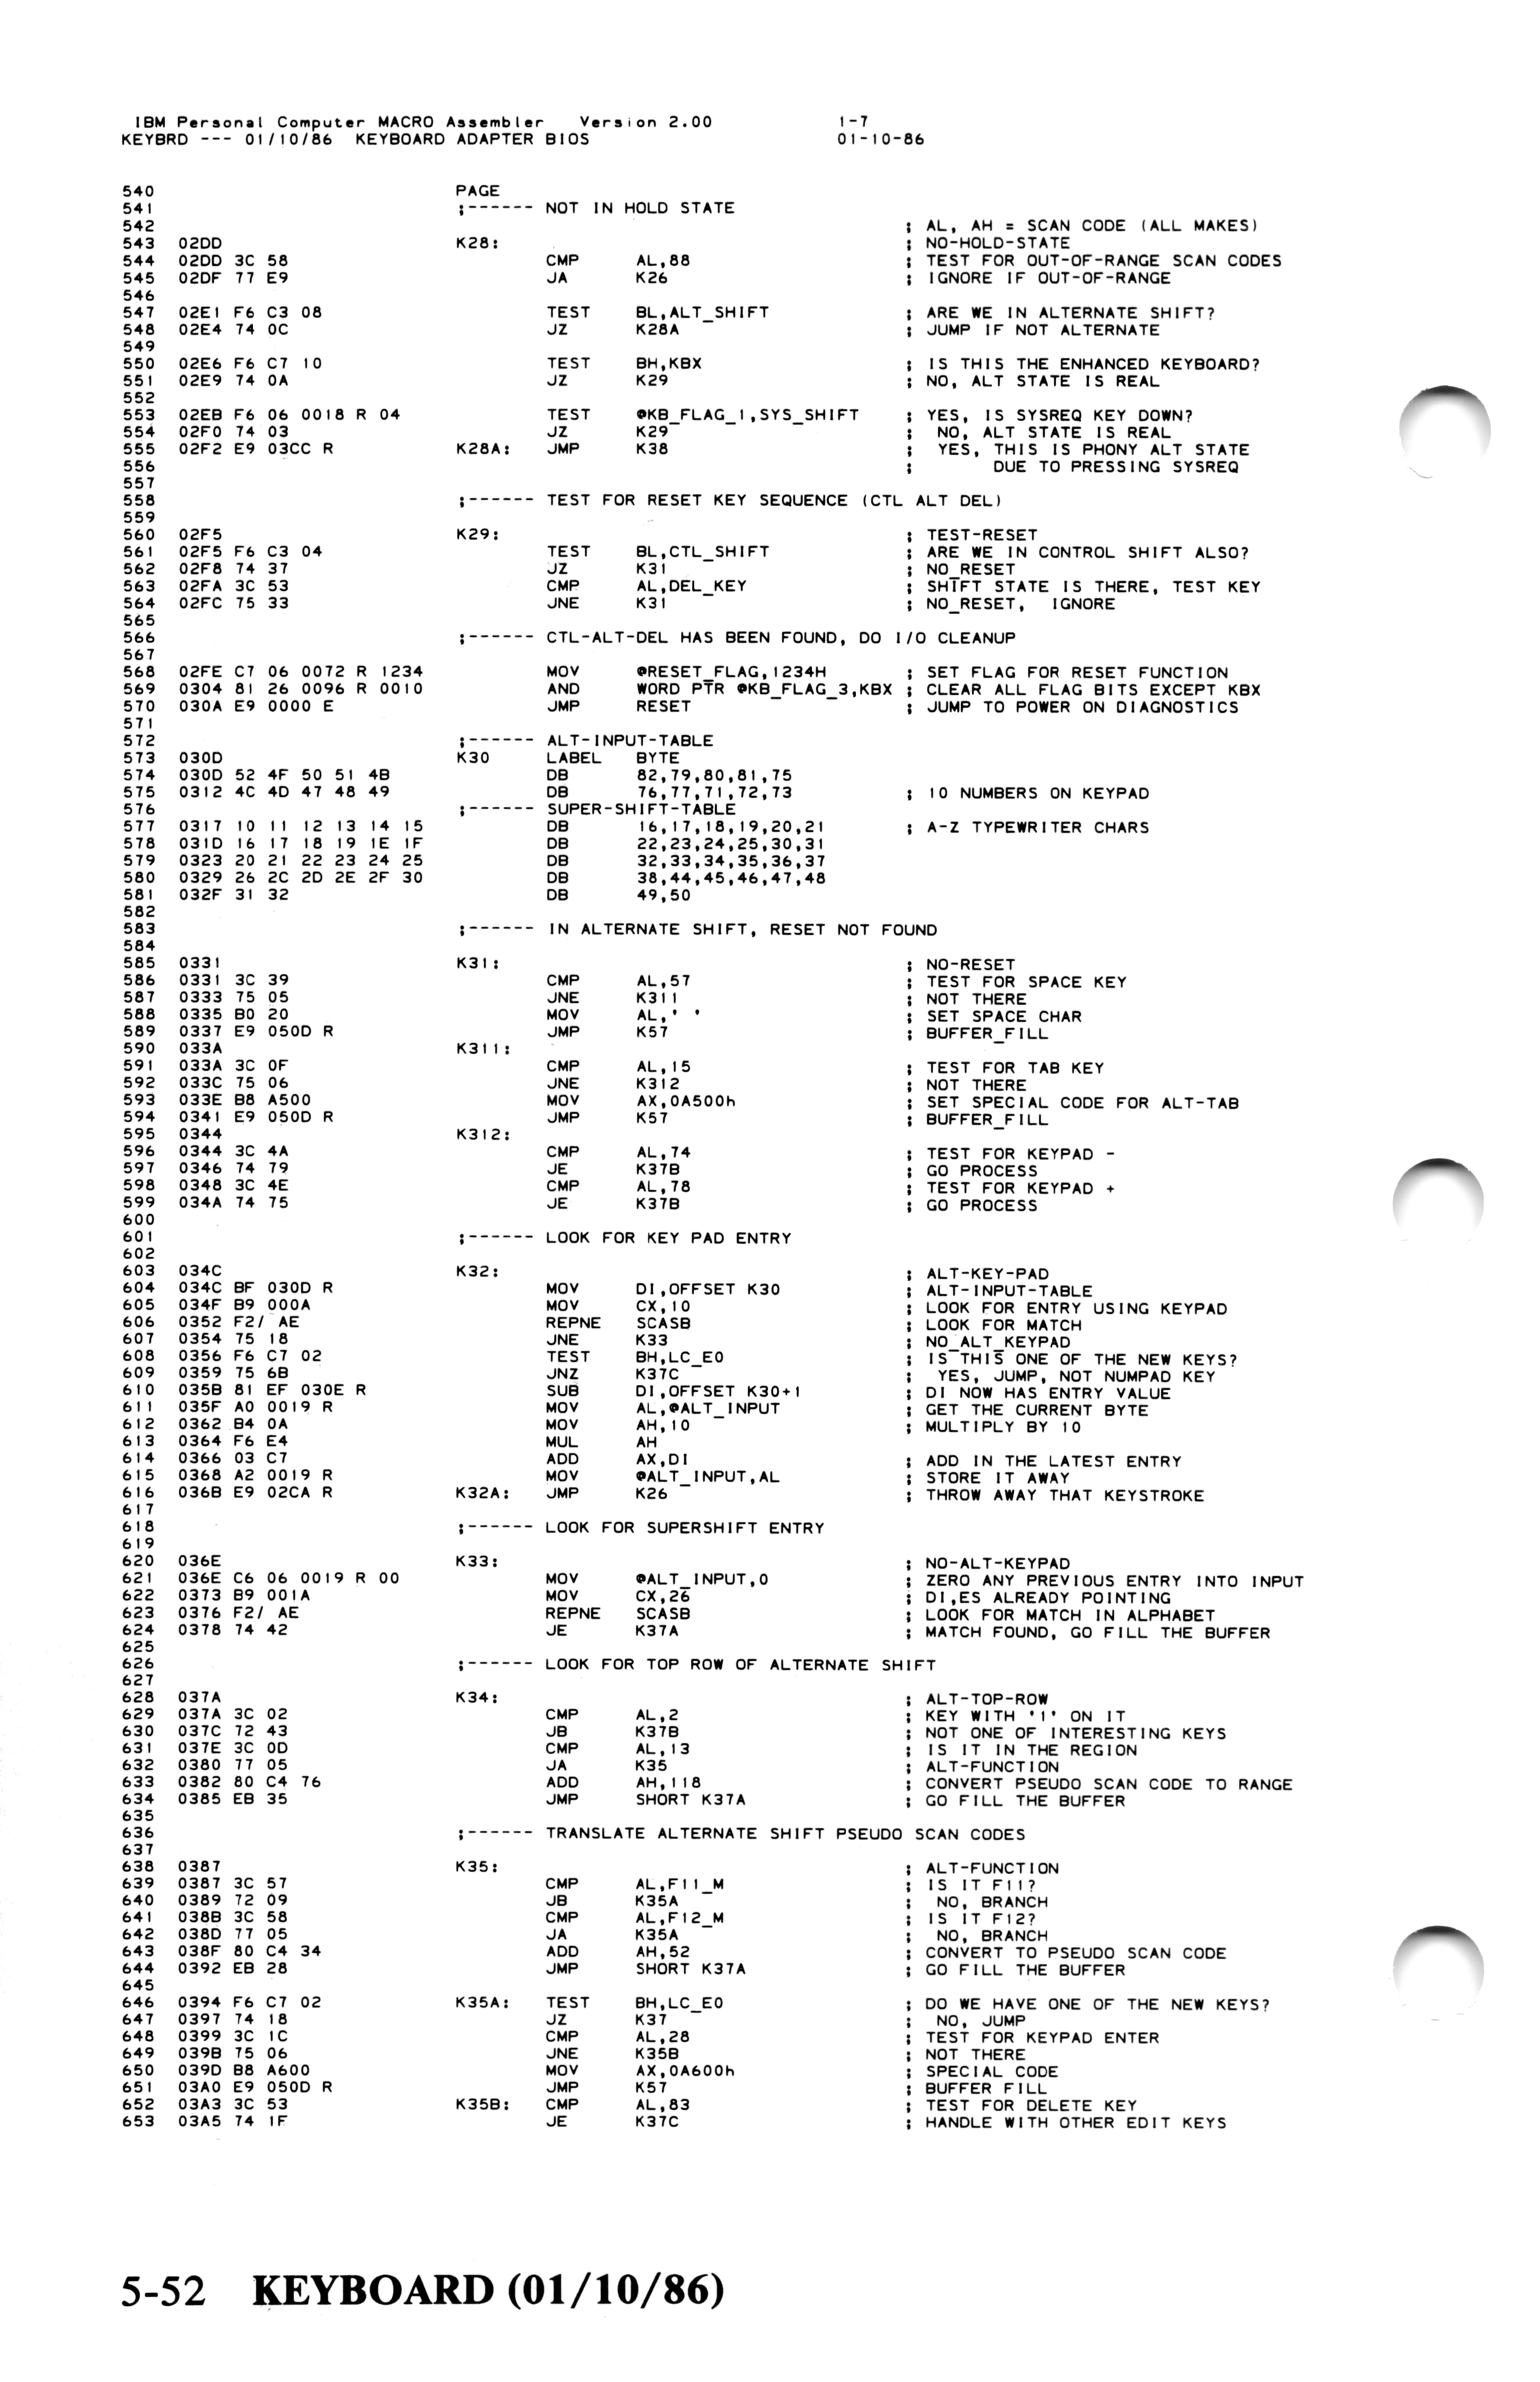 IBM Personal Computer MACRO Assembler   Version 2.00              1-7
KEYBRD --- 01/10/86  KEYBOARD ADAPTER BIOS                        01-10-86
540                                PAGE
541                                ;------ NOT IN HOLD STATE
542                                                                        ; AL, AH = SCAN CODE (ALL MAKES)
543  02DD                          K28:                                    ; NO-HOLD-STATE
544  02DD 3C 58                            CMP     AL,88                   ; TEST FOR OUT-OF-RANGE SCAN CODES
545  02DF 77 E9                            JA      K26                     ; IGNORE IF OUT-OF-RANGE
546
547  02E1 F6 C3 08                         TEST    BL,ALT_SHIFT            ; ARE WE IN ALTERNATE SHIFT?
548  02E4 74 0C                            JZ      K28A                    ; JUMP IF NOT ALTERNATE
549
550  02E6 F6 C7 10                         TEST    BH,KBX                  ; IS THIS THE ENHANCED KEYBOARD?
551  02E9 74 0A                            JZ      K29                     ; NO, ALT STATE IS REAL
552
553  02EB F6 06 0018 R 04                  TEST    @KB_FLAG_1,SYS_SHIFT    ; YES, IS SYSREQ KEY DOWN?
554  02F0 74 03                            JZ      K29                     ;  NO, ALT STATE IS REAL
555  02F2 E9 03CC R                K28A:   JMP     K38                     ;  YES, THIS IS PHONY ALT STATE
556                                                                        ;       DUE TO PRESSING SYSREQ
557
558                                ;------ TEST FOR RESET KEY SEQUENCE (CTL ALT DEL)
559
560  02F5                          K29:                                    ; TEST-RESET
561  02F5 F6 C3 04                         TEST    BL,CTL_SHIFT            ; ARE WE IN CONTROL SHIFT ALSO?
562  02F8 74 37                            JZ      K31                     ; NO_RESET
563  02FA 3C 53                            CMP     AL,DEL_KEY              ; SHIFT STATE IS THERE, TEST KEY
564  02FC 75 33                            JNE     K31                     ; NO_RESET,  IGNORE
565
566                                ;------ CTL-ALT-DEL HAS BEEN FOUND, DO I/O CLEANUP
567
568  02FE C7 06 0072 R 1234                MOV     @RESET_FLAG,1234H       ; SET FLAG FOR RESET FUNCTION
569  0304 81 26 0096 R 0010                AND     WORD PTR @KB_FLAG_3,KBX ; CLEAR ALL FLAG BITS EXCEPT KBX
570  030A E9 0000 E                        JMP     RESET                   ; JUMP TO POWER ON DIAGNOSTICS
571
572                                ;------ ALT-INPUT-TABLE
573  030D                          K30     LABEL   BYTE
574  030D 52 4F 50 51 4B                   DB      82,79,80,81,75
575  0312 4C 4D 47 48 49                   DB      76,77,71,72,73          ; 10 NUMBERS ON KEYPAD
576                                ;------ SUPER-SHIFT-TABLE
577  0317 10 11 12 13 14 15                DB      16,17,18,19,20,21       ; A-Z TYPEWRITER CHARS
578  031D 16 17 18 19 1E 1F                DB      22,23,24,25,30,31
579  0323 20 21 22 23 24 25                DB      32,33,34,35,36,37
580  0329 26 2C 2D 2E 2F 30                DB      38,44,45,46,47,48
581  032F 31 32                            DB      49,50
582
583                                ;------ IN ALTERNATE SHIFT, RESET NOT FOUND
584
585  0331                          K31:                                    ; NO-RESET
586  0331 3C 39                            CMP     AL,57                   ; TEST FOR SPACE KEY
587  0333 75 05                            JNE     K311                    ; NOT THERE
588  0335 B0 20                            MOV     AL,' '                  ; SET SPACE CHAR
589  0337 E9 050D R                        JMP     K57                     ; BUFFER_FILL
590  033A                          K311:
591  033A 3C 0F                            CMP     AL,15                   ; TEST FOR TAB KEY
592  033C 75 06                            JNE     K312                    ; NOT THERE
593  033E B8 A500                          MOV     AX,0A500h               ; SET SPECIAL CODE FOR ALT-TAB
594  0341 E9 050D R                        JMP     K57                     ; BUFFER_FILL
595  0344                          K312:
596  0344 3C 4A                            CMP     AL,74                   ; TEST FOR KEYPAD -
597  0346 74 79                            JE      K37B                    ; GO PROCESS
598  0348 3C 4E                            CMP     AL,78                   ; TEST FOR KEYPAD +
599  034A 74 75                            JE      K37B                    ; GO PROCESS
600
601                                ;------ LOOK FOR KEY PAD ENTRY
602
603  034C                          K32:                                    ; ALT-KEY-PAD
604  034C BF 030D R                        MOV     DI,OFFSET K30           ; ALT-INPUT-TABLE
605  034F B9 000A                          MOV     CX,10                   ; LOOK FOR ENTRY USING KEYPAD
606  0352 F2/ AE                           REPNE   SCASB                   ; LOOK FOR MATCH
607  0354 75 18                            JNE     K33                     ; NO_ALT_KEYPAD
608  0356 F6 C7 02                         TEST    BH,LC_E0                ; IS THIS ONE OF THE NEW KEYS?
609  0359 75 6B                            JNZ     K37C                    ;  YES, JUMP, NOT NUMPAD KEY
610  035B 81 EF 030E R                     SUB     DI,OFFSET K30+1         ; DI NOW HAS ENTRY VALUE
611  035F A0 0019 R                        MOV     AL,@ALT_INPUT           ; GET THE CURRENT BYTE
612  0362 B4 0A                            MOV     AH,10                   ; MULTIPLY BY 10
613  0364 F6 E4                            MUL     AH
614  0366 03 C7                            ADD     AX,DI                   ; ADD IN THE LATEST ENTRY
615  0368 A2 0019 R                        MOV     @ALT_INPUT,AL           ; STORE IT AWAY
616  036B E9 02CA R                K32A:   JMP     K26                     ; THROW AWAY THAT KEYSTROKE
617
618                                ;------ LOOK FOR SUPERSHIFT ENTRY
619
620  036E                          K33:                                    ; NO-ALT-KEYPAD
621  036E C6 06 0019 R 00                  MOV     @ALT_INPUT,0            ; ZERO ANY PREVIOUS ENTRY INTO INPUT
622  0373 B9 001A                          MOV     CX,26                   ; DI,ES ALREADY POINTING
623  0376 F2/ AE                           REPNE   SCASB                   ; LOOK FOR MATCH IN ALPHABET
624  0378 74 42                            JE      K37A                    ; MATCH FOUND, GO FILL THE BUFFER
625
626                                ;------ LOOK FOR TOP ROW OF ALTERNATE SHIFT
627
628  037A                          K34:                                    ; ALT-TOP-ROW
629  037A 3C 02                            CMP     AL,2                    ; KEY WITH '1' ON IT
630  037C 72 43                            JB      K37B                    ; NOT ONE OF INTERESTING KEYS
631  037E 3C 0D                            CMP     AL,13                   ; IS IT IN THE REGION
632  0380 77 05                            JA      K35                     ; ALT-FUNCTION
633  0382 80 C4 76                         ADD     AH,118                  ; CONVERT PSEUDO SCAN CODE TO RANGE
634  0385 EB 35                            JMP     SHORT K37A              ; GO FILL THE BUFFER
635
636                                ;------ TRANSLATE ALTERNATE SHIFT PSEUDO SCAN CODES
637
638  0387                          K35:                                    ; ALT-FUNCTION
639  0387 3C 57                            CMP     AL,F11_M                ; IS IT F11?
640  0389 72 09                            JB      K35A                    ;  NO, BRANCH
641  038B 3C 58                            CMP     AL,F12_M                ; IS IT F12?
642  038D 77 05                            JA      K35A                    ;  NO, BRANCH
643  038F 80 C4 34                         ADD     AH,52                   ; CONVERT TO PSEUDO SCAN CODE
644  0392 EB 28                            JMP     SHORT K37A              ; GO FILL THE BUFFER
645
646  0394 F6 C7 02                 K35A:   TEST    BH,LC_E0                ; DO WE HAVE ONE OF THE NEW KEYS?
647  0397 74 18                            JZ      K37                     ;  NO, JUMP
648  0399 3C 1C                            CMP     AL,28                   ; TEST FOR KEYPAD ENTER
649  039B 75 06                            JNE     K35B                    ; NOT THERE
650  039D B8 A600                          MOV     AX,0A600h               ; SPECIAL CODE
651  03A0 E9 050D R                        JMP     K57                     ; BUFFER FILL
652  03A3 3C 53                    K35B:   CMP     AL,83                   ; TEST FOR DELETE KEY
653  03A5 74 1F                            JE      K37C                    ; HANDLE WITH OTHER EDIT KEYS
5-52   KEYBOARD (01/10/86)